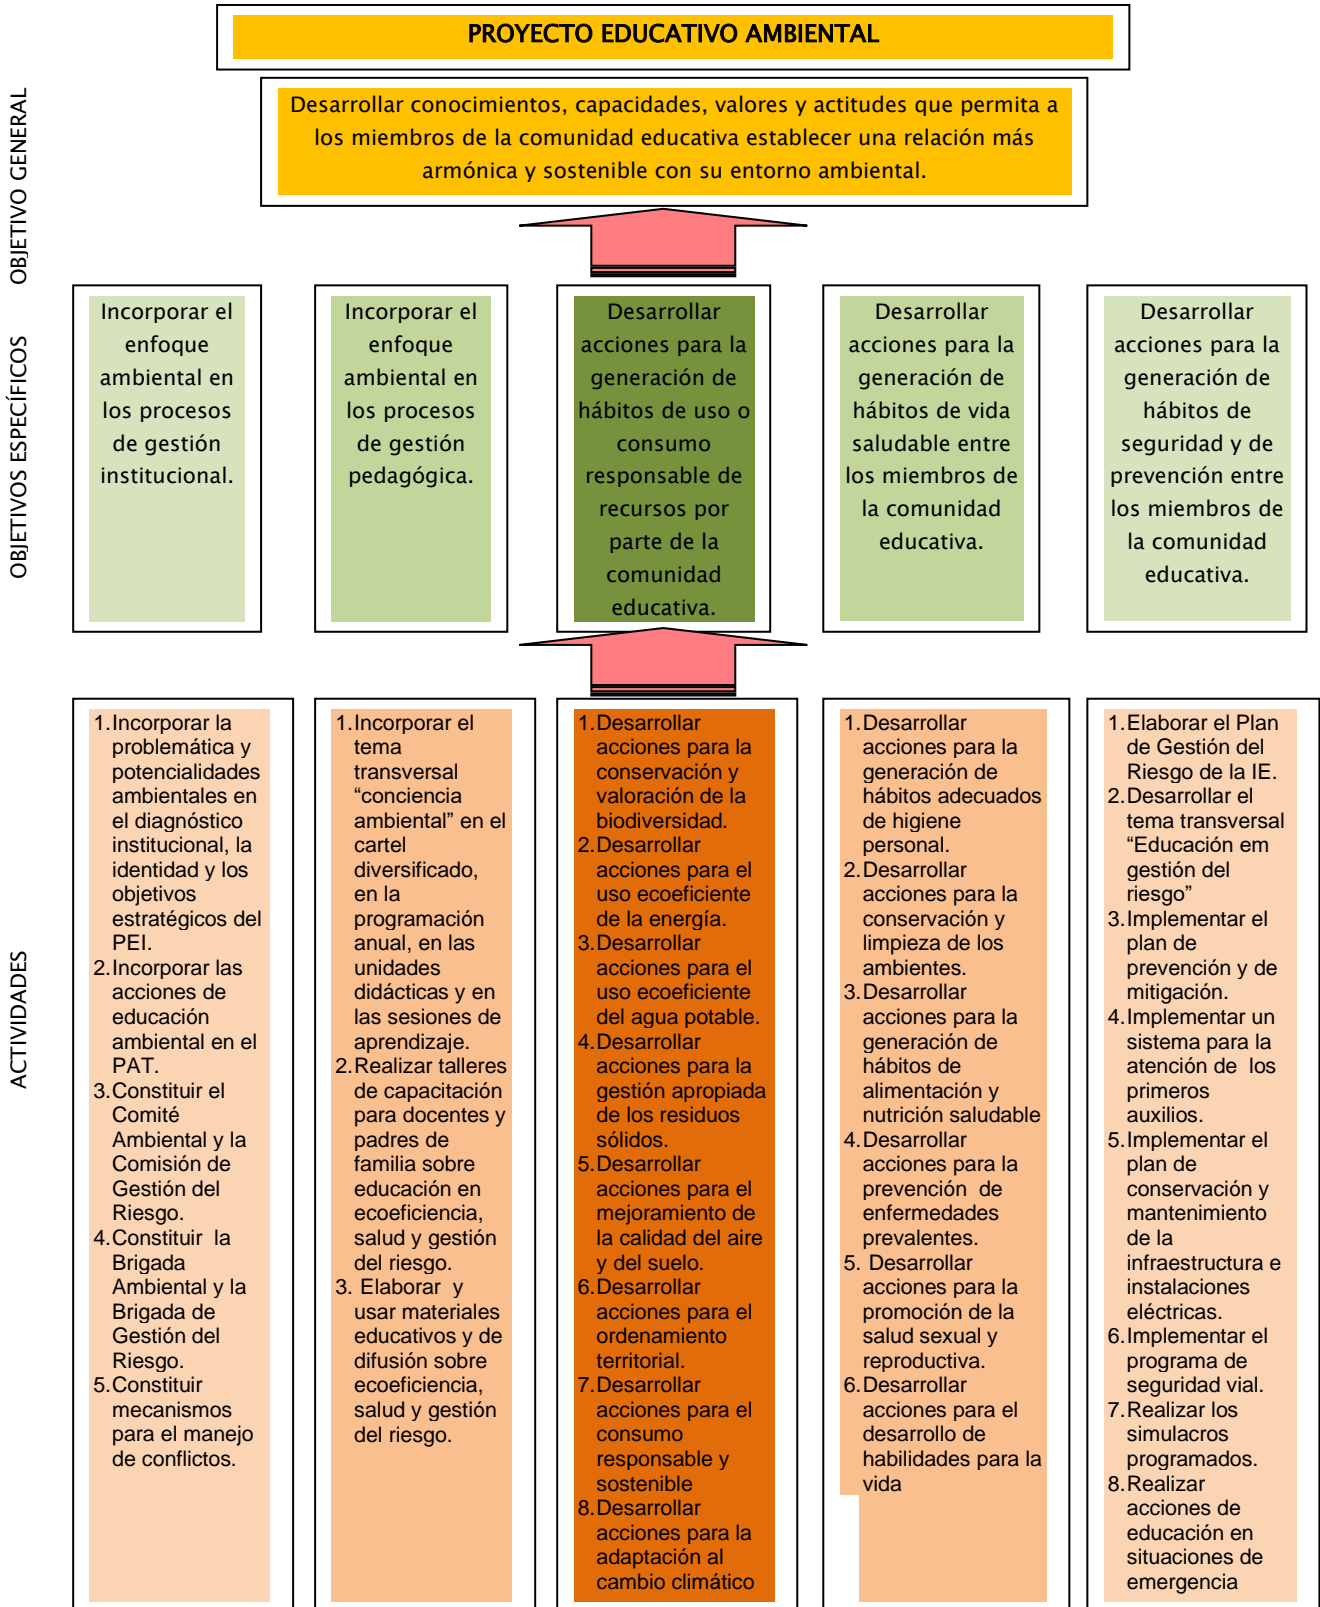 PROYECTO EDUCATIVO AMBIENTAL
OBJETIVO GENERAL
Desarrollar conocimientos, capacidades, valores y actitudes que permita a
los miembros de la comunidad educativa establecer una relación más
armónica y sostenible con su entorno ambiental.
OBJETIVOS ESPECÍFICOS
Incorporar el
enfoque
ambiental en
los procesos
de gestión
institucional.
Incorporar el
enfoque
ambiental en
los procesos
de gestión
pedagógica.
Desarrollar
acciones para la
generación de
hábitos de uso o
consumo
responsable de
recursos por
parte de la
comunidad
educativa.
Desarrollar
acciones para la
generación de
hábitos de vida
saludable entre
los miembros de
la comunidad
educativa.
Desarrollar
acciones para la
generación de
hábitos de
seguridad y de
prevención entre
los miembros de
la comunidad
educativa.
ACTIVIDADES
1.Incorporar la
problemática y
potencialidades
ambientales en
el diagnóstico
institucional, la
identidad y los
objetivos
estratégicos del
PEI.
2.Incorporar las
acciones de
educación
ambiental en el
PAT.
3.Constituir el
Comité
Ambiental y la
Comisión de
Gestión del
Riesgo.
4.Constituir la
Brigada
Ambiental y la
Brigada de
Gestión del
Riesgo.
5.Constituir
mecanismos
para el manejo
de conflictos.
1.Incorporar el
tema
transversal
“conciencia
ambiental” en el
cartel
diversificado,
en la
programación
anual, en las
unidades
didácticas y en
las sesiones de
aprendizaje.
2.Realizar talleres
de capacitación
para docentes y
padres de
familia sobre
educación en
ecoeficiencia,
salud y gestión
del riesgo.
3. Elaborar y
usar materiales
educativos y de
difusión sobre
ecoeficiencia,
salud y gestión
del riesgo.
1.Desarrollar
acciones para la
conservación y
valoración de la
biodiversidad.
2.Desarrollar
acciones para el
uso ecoeficiente
de la energía.
3.Desarrollar
acciones para el
uso ecoeficiente
del agua potable.
4.Desarrollar
acciones para la
gestión apropiada
de los residuos
sólidos.
5.Desarrollar
acciones para el
mejoramiento de
la calidad del aire
y del suelo.
6.Desarrollar
acciones para el
ordenamiento
territorial.
7.Desarrollar
acciones para el
consumo
responsable y
sostenible
8.Desarrollar
acciones para la
adaptación al
cambio climático
1.Desarrollar
acciones para la
generación de
hábitos adecuados
de higiene
personal.
2.Desarrollar
acciones para la
conservación y
limpieza de los
ambientes.
3.Desarrollar
acciones para la
generación de
hábitos de
alimentación y
nutrición saludable
4.Desarrollar
acciones para la
prevención de
enfermedades
prevalentes.
5. Desarrollar
acciones para la
promoción de la
salud sexual y
reproductiva.
6.Desarrollar
acciones para el
desarrollo de
habilidades para la
vida
1.Elaborar el Plan
de Gestión del
Riesgo de la IE.
2.Desarrollar el
tema transversal
“Educación em
gestión del
riesgo”
3.Implementar el
plan de
prevención y de
mitigación.
4.Implementar un
sistema para la
atención de los
primeros
auxilios.
5.Implementar el
plan de
conservación y
mantenimiento
de la
infraestructura e
instalaciones
eléctricas.
6.Implementar el
programa de
seguridad vial.
7.Realizar los
simulacros
programados.
8.Realizar
acciones de
educación en
situaciones de
emergencia